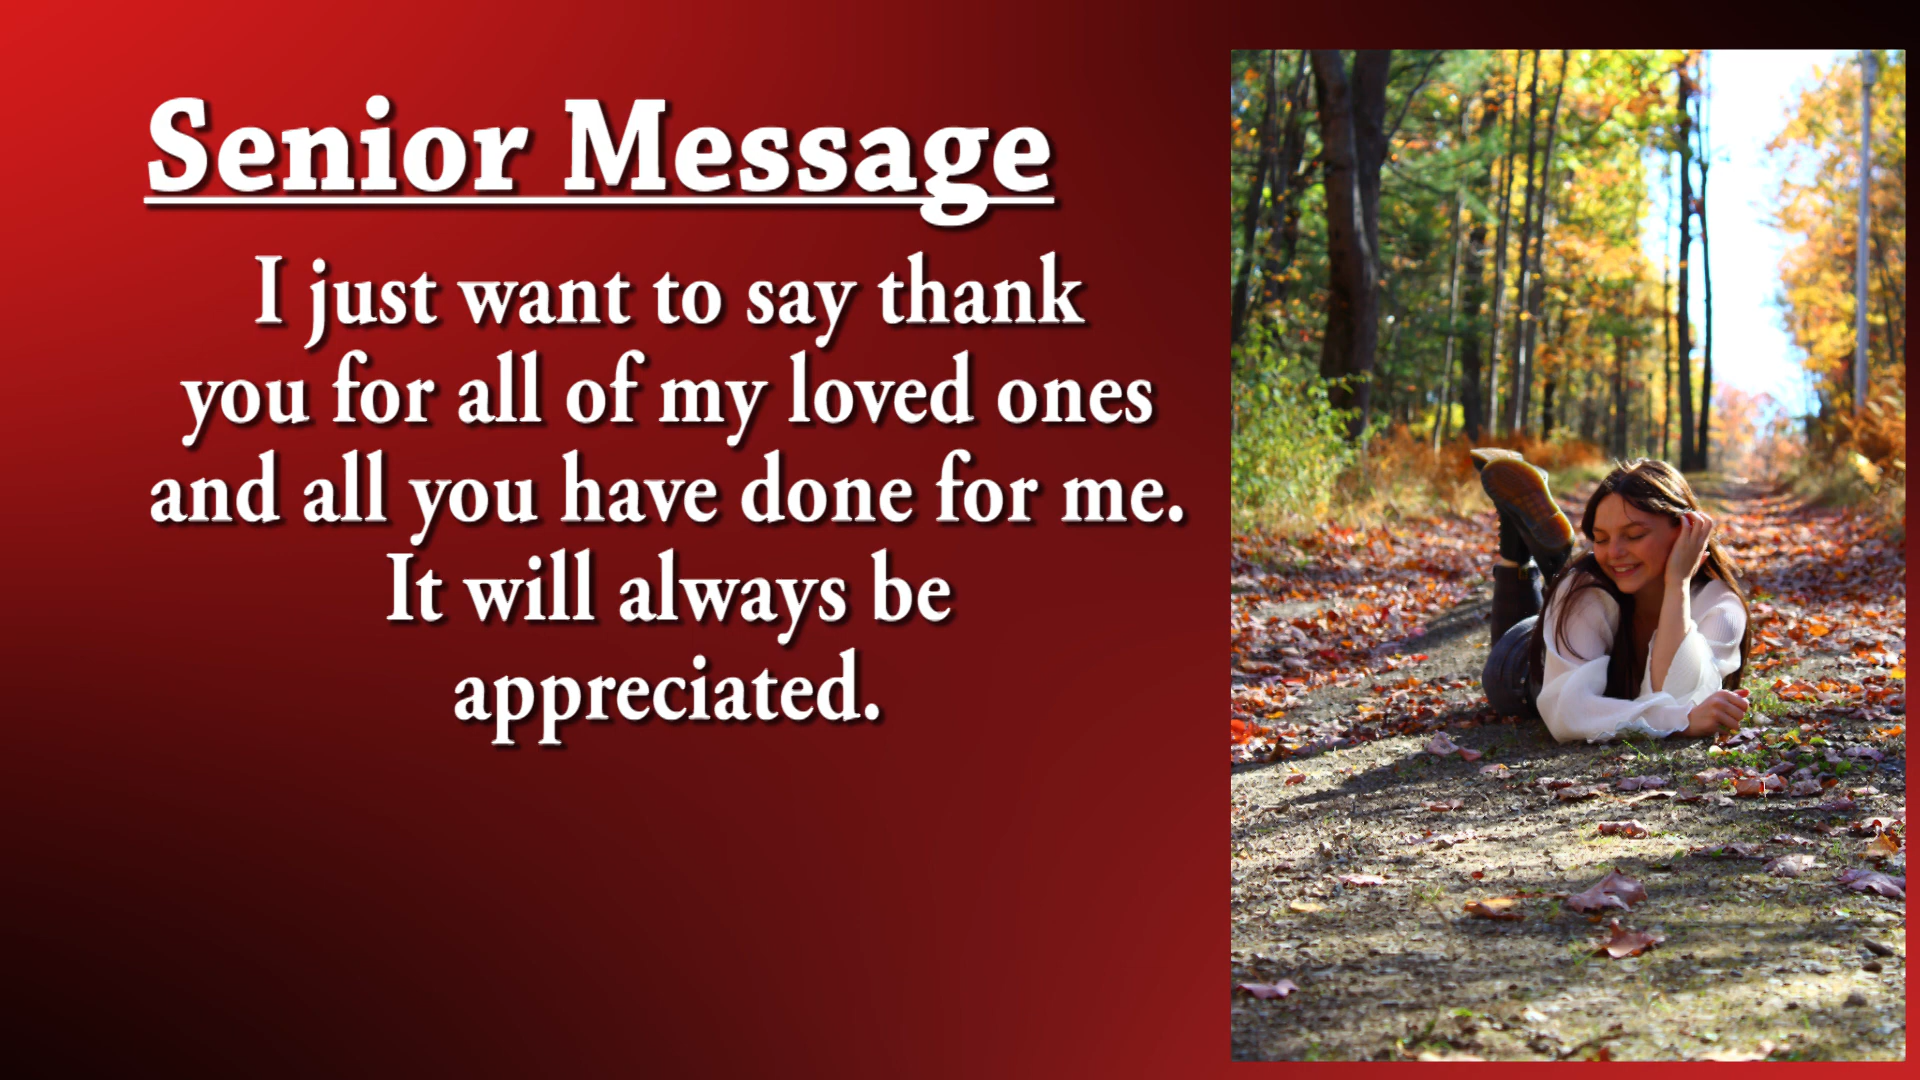 Senior Message
I just want to say thank
you for all of my loved ones
and all you have done for me.
It will always be
appreciated.